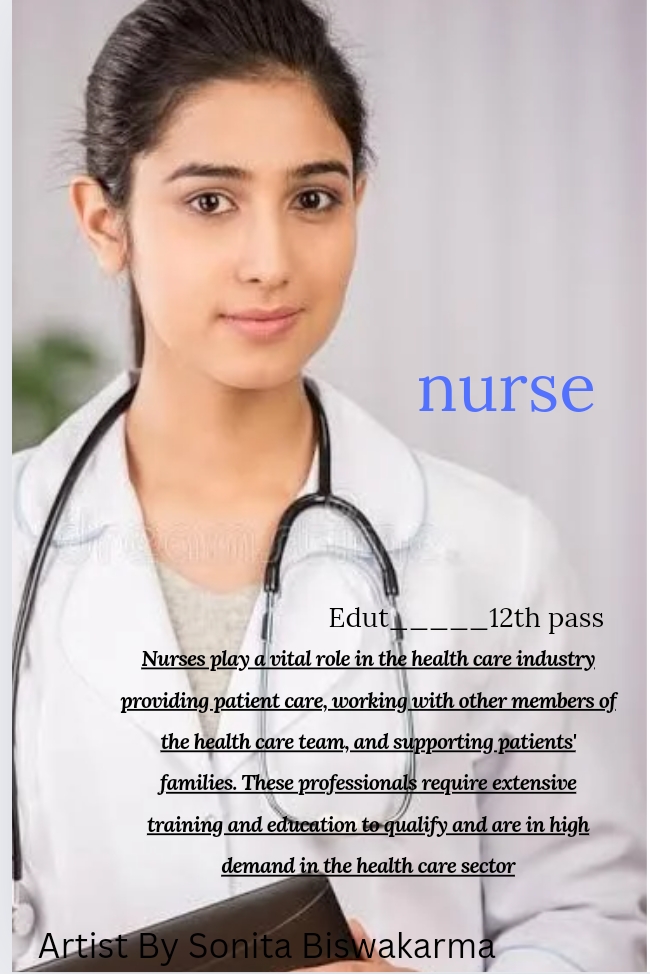 nurse
dreamstime.
Edut_____12th pass
Nurses play a vital role in the health care industry
providing patient care, working with other members of
the health care team, and supporting patients'
families. These professionals require extensive
training and education to qualify and are in high
demand in the health care sector
Artist By Sonita Biswakarma